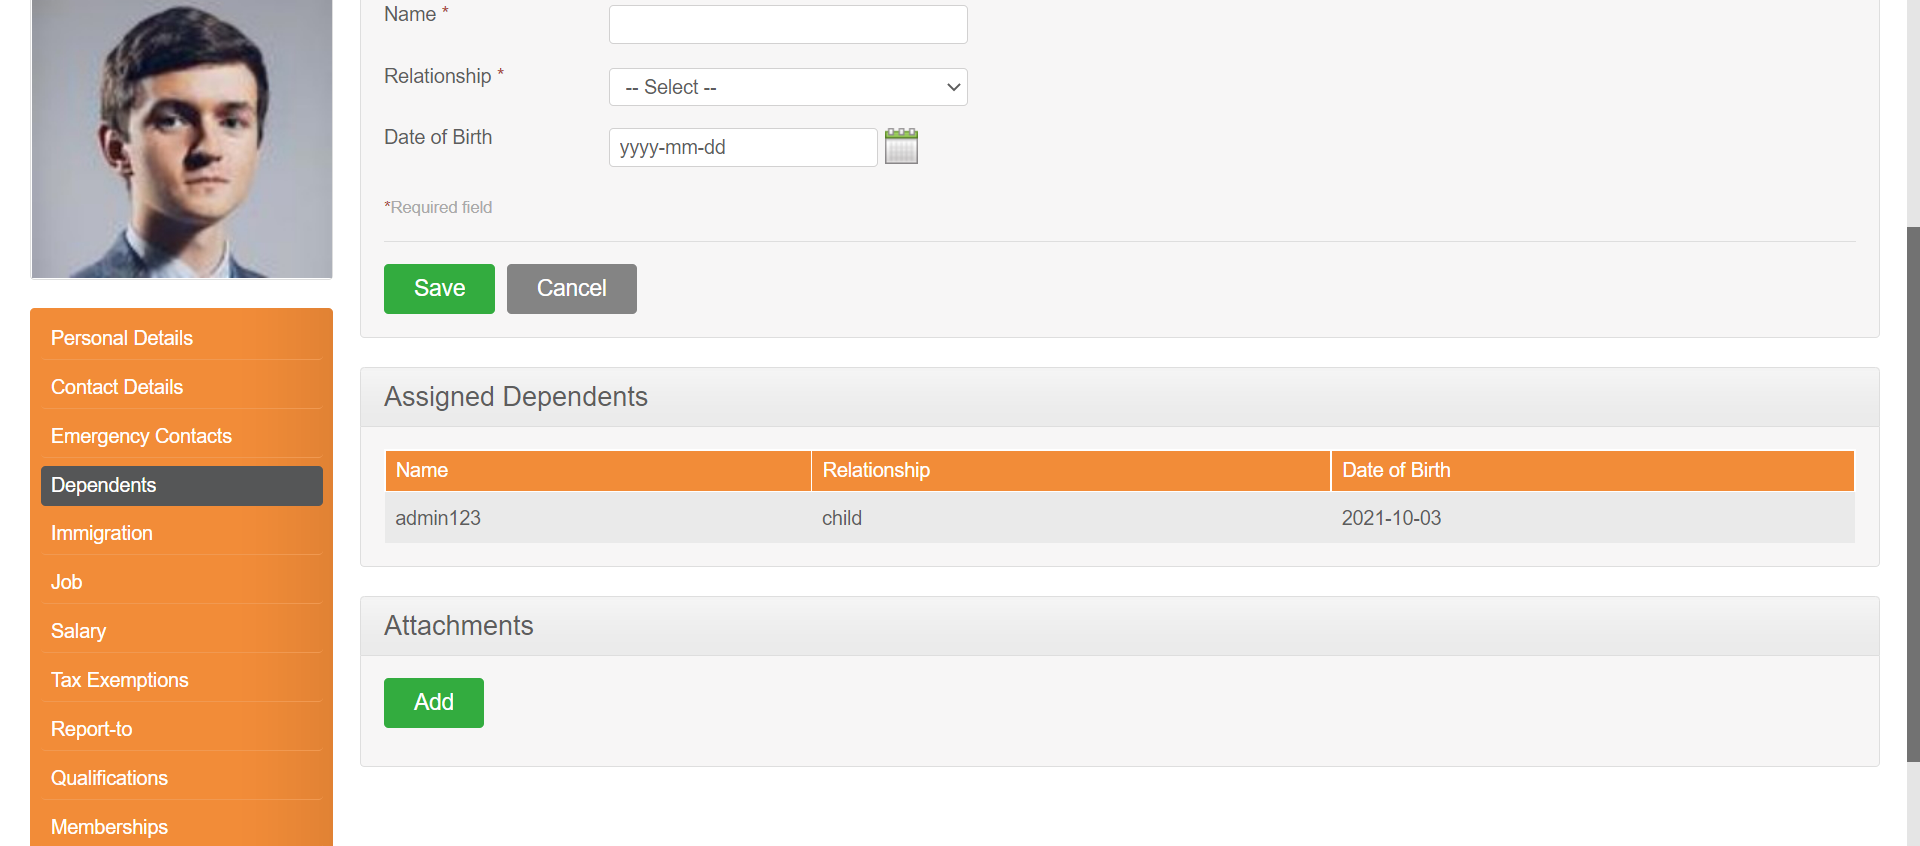 Name *
Relationship *
-- Select --
Date of Birth
yyyy-mm-dd
*Required field
Save Cancel
Personal Details
Contact Details
Emergency Contacts
Dependents
Immigration
Job
Salary
Tax Exemptions
Report-to
Qualifications
Memberships
Assigned Dependents
Name Relationship Date of Birth
admin123 child 2021-10-03
Attachments
Add